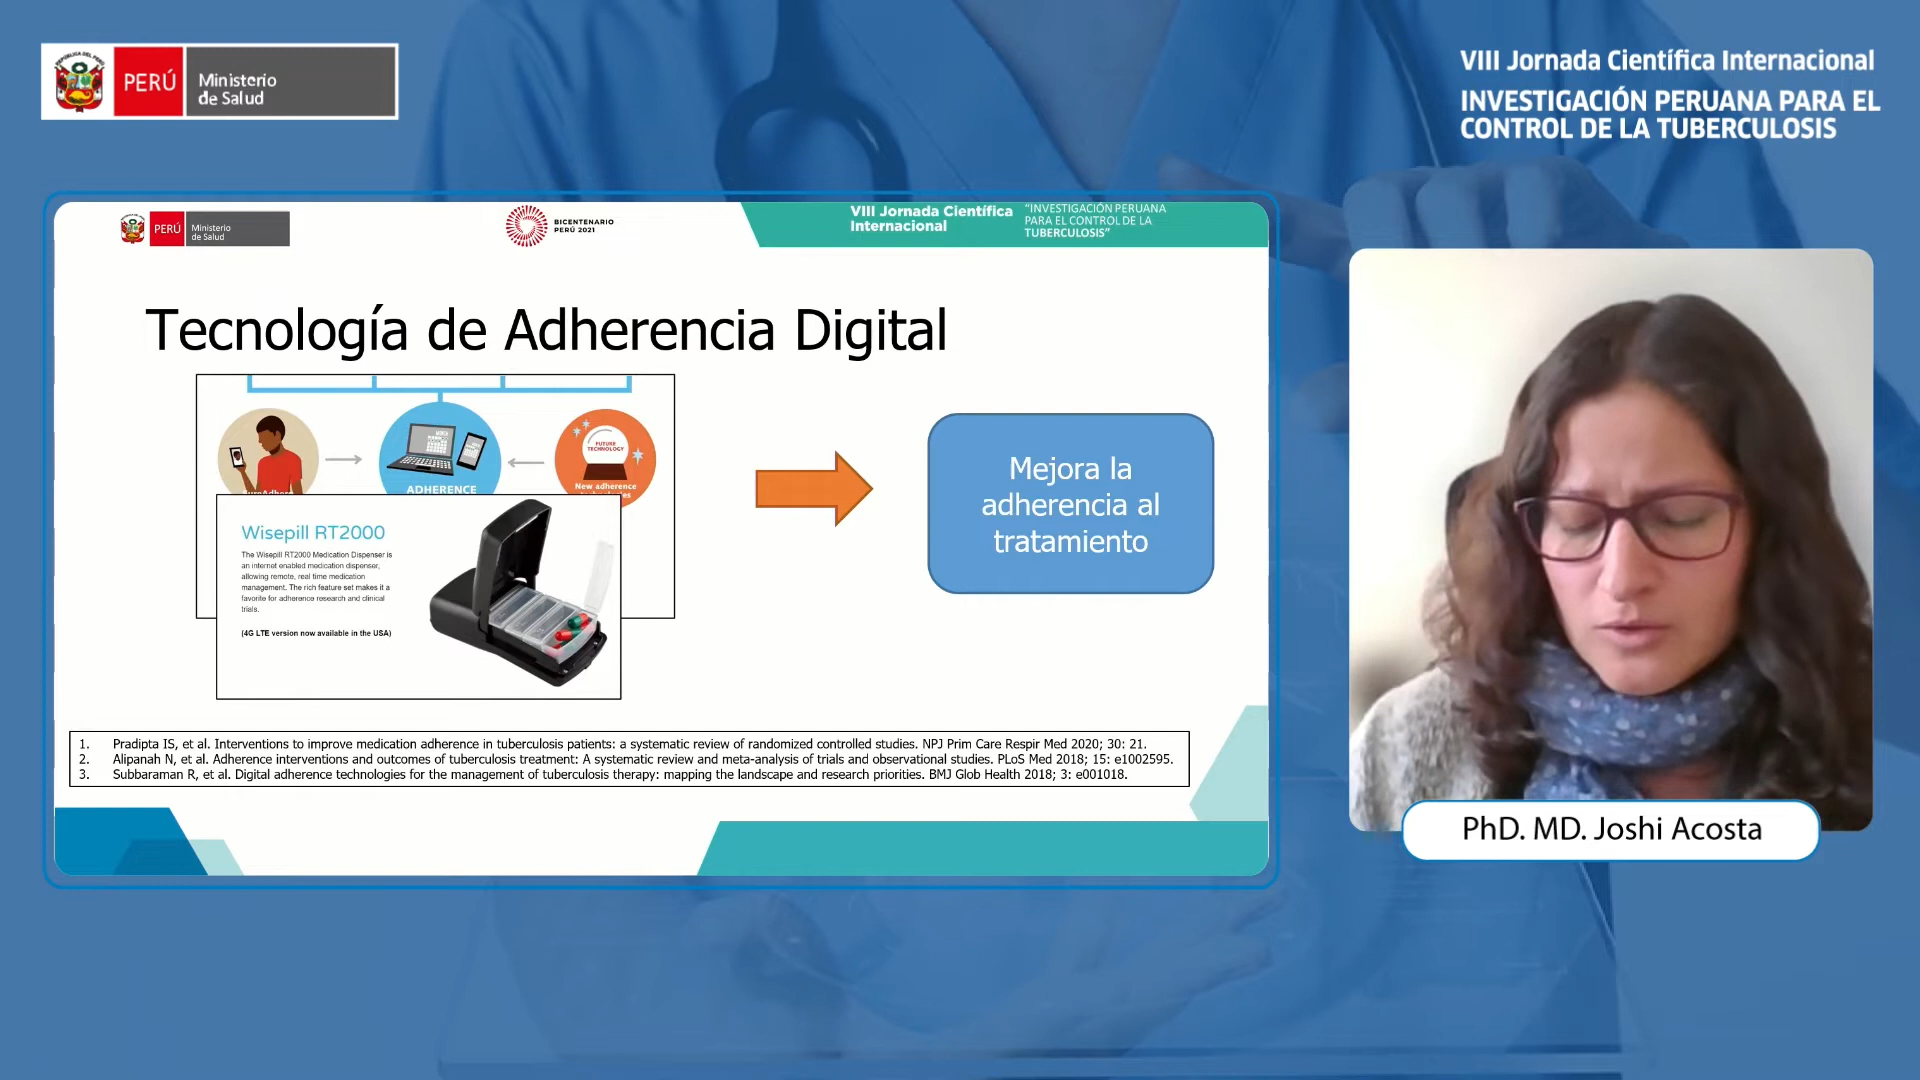 PERÚ
Ministerio
de Salud
VIII Jornada Científica Internacional
INVESTIGACIÓN PERUANA PARA EL
CONTROL DE LA TUBERCULOSIS
PERÚ
Ministerio
de Salud
BICENTENARIO
PERÚ 2021
VIII Jornada Científica
Internacional
"INVESTIGACIÓN PERUANA
PARA EL CONTROL DE LA
TUBERCULOSIS"
Tecnología de Adherencia Digital
ADHERENCE
FUTURE
TECHNOLOGY
New adherence
Wisepill RT2000
The Wisepill RT2000 Medication Dispenser is
an internet enabled medication dispenser,
allowing remote, real time medication
management. The rich feature set makes it a
favorite for adherence research and clinical
trials.
(4G LTE version now available in the USA)
Mejora la
adherencia al
tratamiento
1. Pradipta IS, et al. Interventions to improve medication adherence in tuberculosis patients: a systematic review of randomized controlled studies. NPJ Prim Care Respir Med 2020; 30: 21.
2. Alipanah N, et al. Adherence interventions and outcomes of tuberculosis treatment: A systematic review and meta-analysis of trials and observational studies. PLoS Med 2018; 15: e1002595.
3. Subbaraman R, et al. Digital adherence technologies for the management of tuberculosis therapy: mapping the landscape and research priorities. BMJ Glob Health 2018; 3: e001018.
PhD. MD. Joshi Acosta